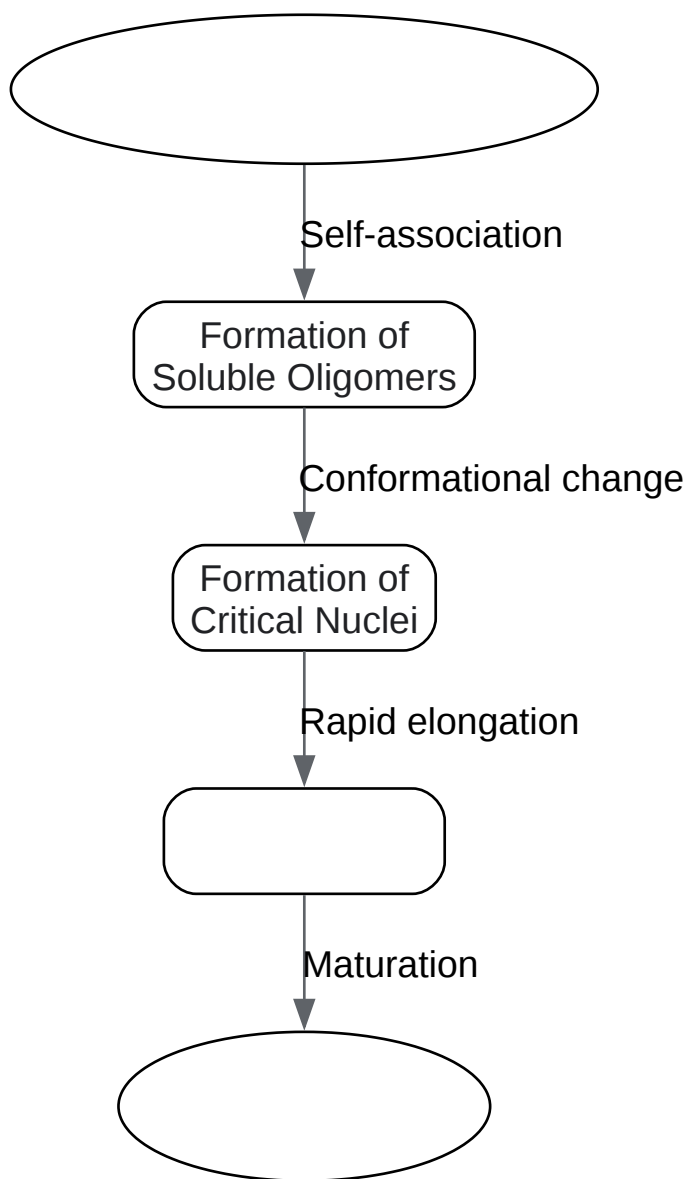 Self-association
Formation of
Soluble Oligomers
Conformational change
Formation of
Critical Nuclei
Rapid elongation
Maturation